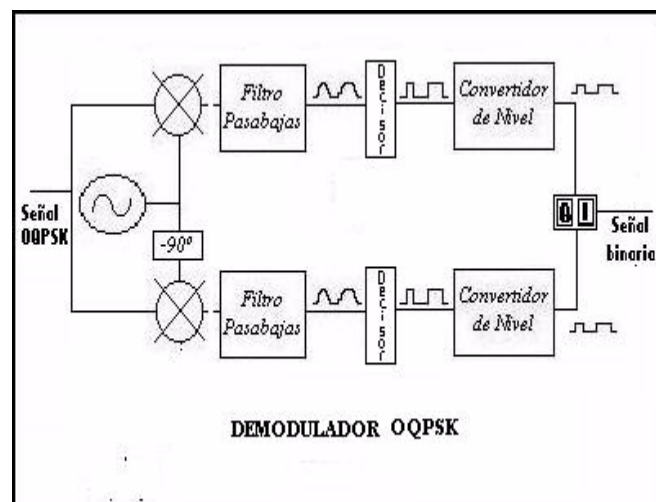 Filtro
Pasabajas
Decisor
Convertidor
de Nivel
Señal
OQPSK
-90º
Q I
Señal
binaria
Filtro
Pasabajas
Decisor
Convertidor
de Nivel
DEMODULADOR OQPSK